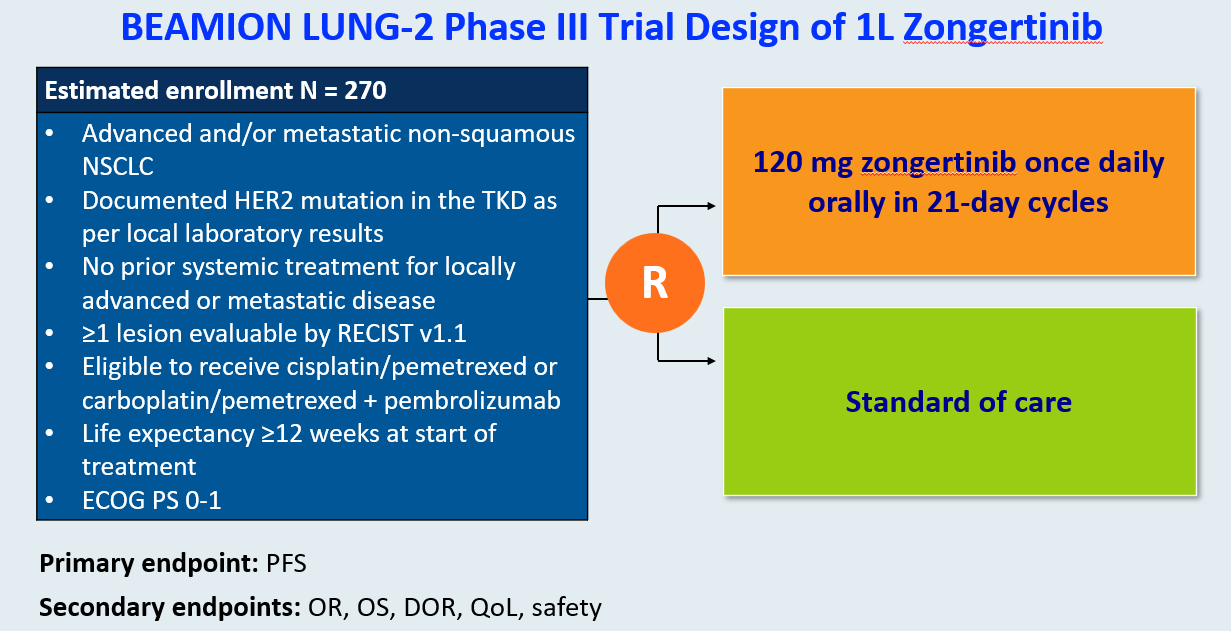 BEAMION LUNG-2 Phase III Trial Design of 1L Zongertinib
Estimated enrollment N = 270
• Advanced and/or metastatic non-squamous
NSCLC
• Documented HER2 mutation in the TKD as
per local laboratory results
• No prior systemic treatment for locally
advanced or metastatic disease
• ≥1 lesion evaluable by RECIST v1.1
• Eligible to receive cisplatin/pemetrexed or
carboplatin/pemetrexed + pembrolizumab
• Life expectancy ≥12 weeks at start of
treatment
• ECOG PS 0-1
R
120 mg zongertinib once daily
orally in 21-day cycles
Standard of care
Primary endpoint: PFS
Secondary endpoints: OR, OS, DOR, QoL, safety